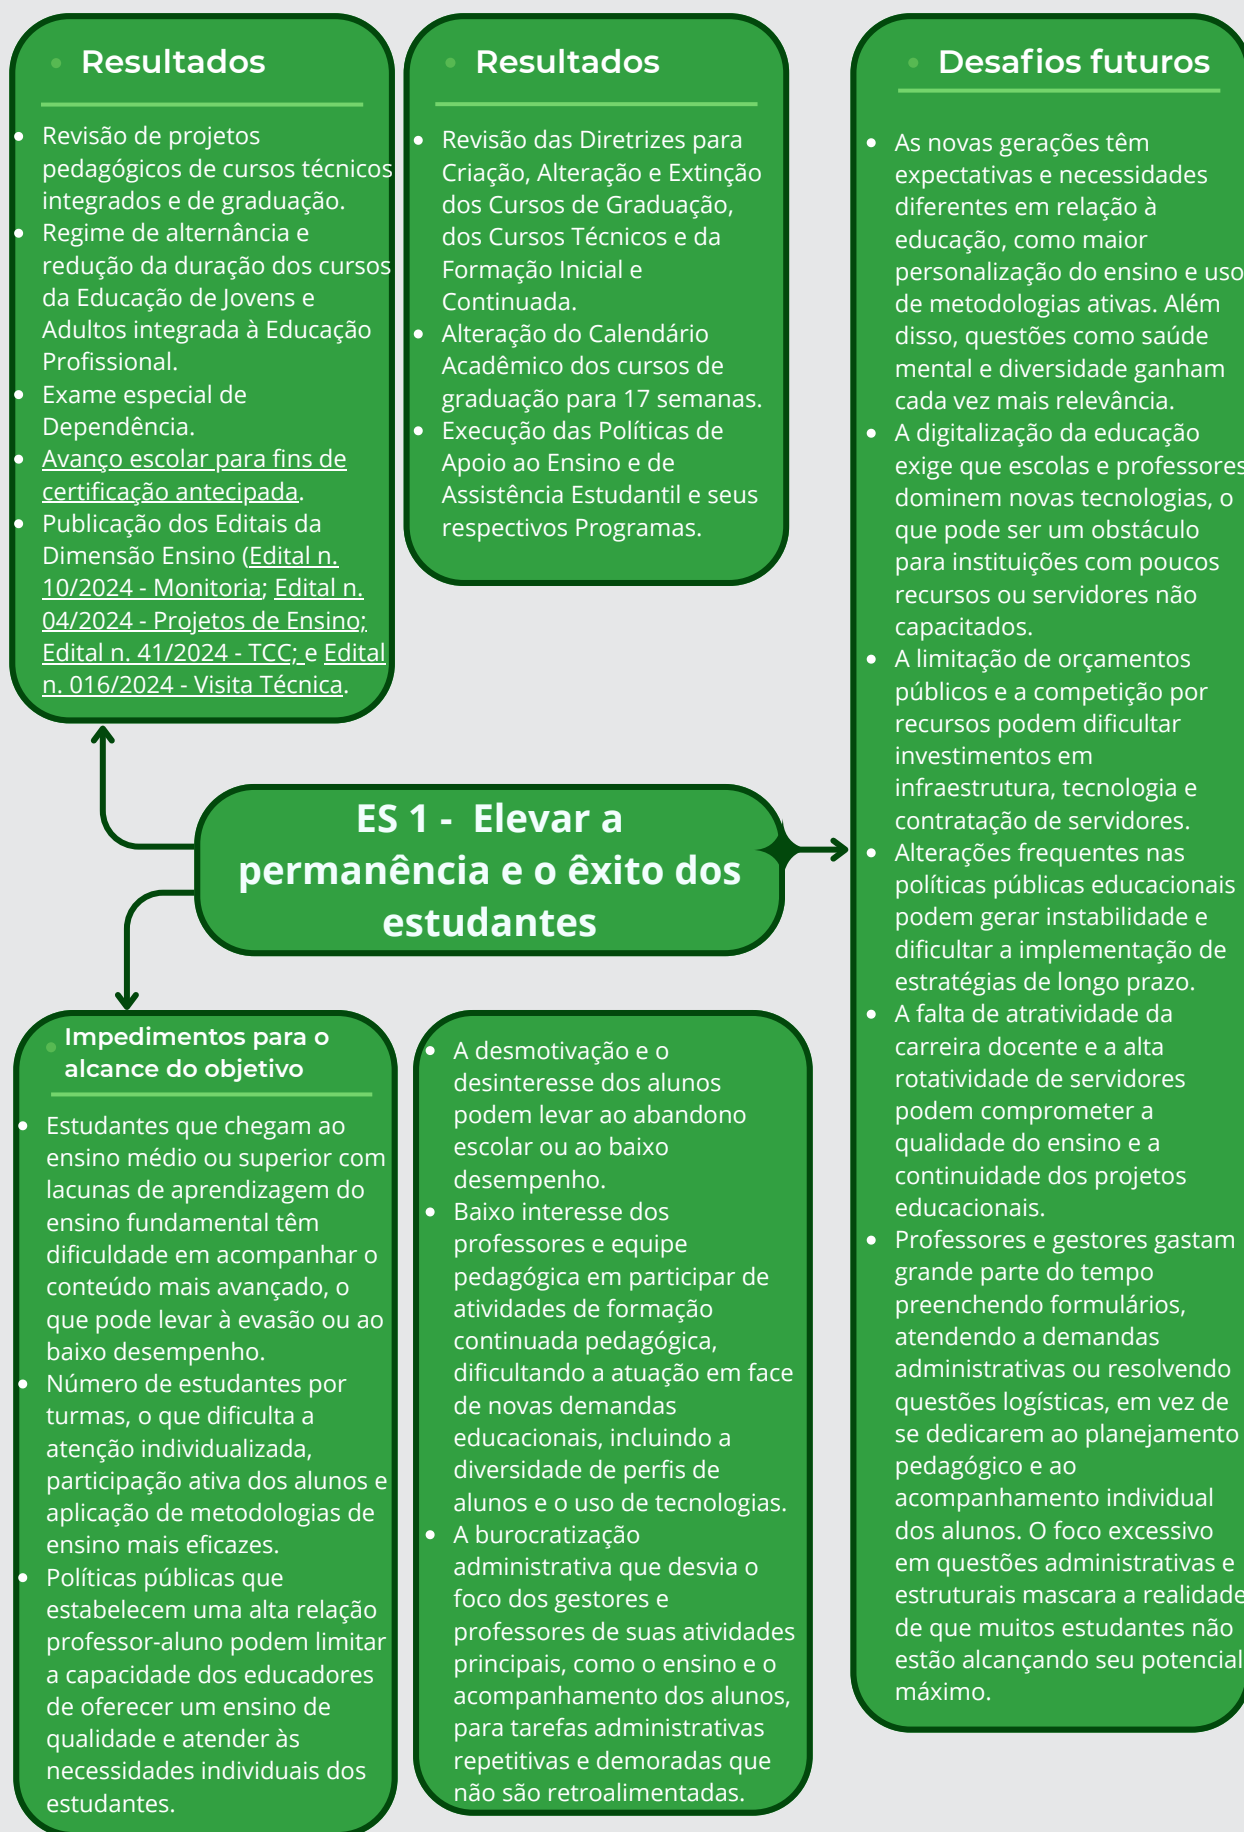 Resultados
Revisão de projetos
pedagógicos de cursos técnicos
integrados e de graduação.
Regime de alternância e
redução da duração dos cursos
da Educação de Jovens e
Adultos integrada à Educação
Profissional.
Exame especial de
Dependência.
Avanço escolar para fins de
certificação antecipada.
Publicação dos Editais da
Dimensão Ensino (Edital n.
10/2024 - Monitoria; Edital n.
04/2024 - Projetos de Ensino;
Edital n. 41/2024 - TCC; e Edital
n. 016/2024 - Visita Técnica.
Resultados
Revisão das Diretrizes para
Criação, Alteração e Extinção
dos Cursos de Graduação,
dos Cursos Técnicos e da
Formação Inicial e
Continuada.
Alteração do Calendário
Acadêmico dos cursos de
graduação para 17 semanas.
Execução das Políticas de
Apoio ao Ensino e de
Assistência Estudantil e seus
respectivos Programas.
ES 1 - Elevar a
permanência e o êxito dos
estudantes
Impedimentos para o
alcance do objetivo
Estudantes que chegam ao
ensino médio ou superior com
lacunas de aprendizagem do
ensino fundamental têm
dificuldade em acompanhar o
conteúdo mais avançado, o
que pode levar à evasão ou ao
baixo desempenho.
Número de estudantes por
turmas, o que dificulta a
atenção individualizada,
participação ativa dos alunos e
aplicação de metodologias de
ensino mais eficazes.
Políticas públicas que
estabelecem uma alta relação
professor-aluno podem limitar
a capacidade dos educadores
de oferecer um ensino de
qualidade e atender às
necessidades individuais dos
estudantes.
A desmotivação e o
desinteresse dos alunos
podem levar ao abandono
escolar ou ao baixo
desempenho.
Baixo interesse dos
professores e equipe
pedagógica em participar de
atividades de formação
continuada pedagógica,
dificultando a atuação em face
de novas demandas
educacionais, incluindo a
diversidade de perfis de
alunos e o uso de tecnologias.
A burocratização
administrativa que desvia o
foco dos gestores e
professores de suas atividades
principais, como o ensino e o
acompanhamento dos alunos,
para tarefas administrativas
repetitivas e demoradas que
não são retroalimentadas.
Desafios futuros
As novas gerações têm
expectativas e necessidades
diferentes em relação à
educação, como maior
personalização do ensino e uso
de metodologias ativas. Além
disso, questões como saúde
mental e diversidade ganham
cada vez mais relevância.
A digitalização da educação
exige que escolas e professores
dominem novas tecnologias, o
que pode ser um obstáculo
para instituições com poucos
recursos ou servidores não
capacitados.
A limitação de orçamentos
públicos e a competição por
recursos podem dificultar
investimentos em
infraestrutura, tecnologia e
contratação de servidores.
Alterações frequentes nas
políticas públicas educacionais
podem gerar instabilidade e
dificultar a implementação de
estratégias de longo prazo.
A falta de atratividade da
carreira docente e a alta
rotatividade de servidores
podem comprometer a
qualidade do ensino e a
continuidade dos projetos
educacionais.
Professores e gestores gastam
grande parte do tempo
preenchendo formulários,
atendendo a demandas
administrativas ou resolvendo
questões logísticas, em vez de
se dedicarem ao planejamento
pedagógico e ao
acompanhamento individual
dos alunos. O foco excessivo
em questões administrativas e
estruturais mascara a realidade
de que muitos estudantes não
estão alcançando seu potencial
máximo.